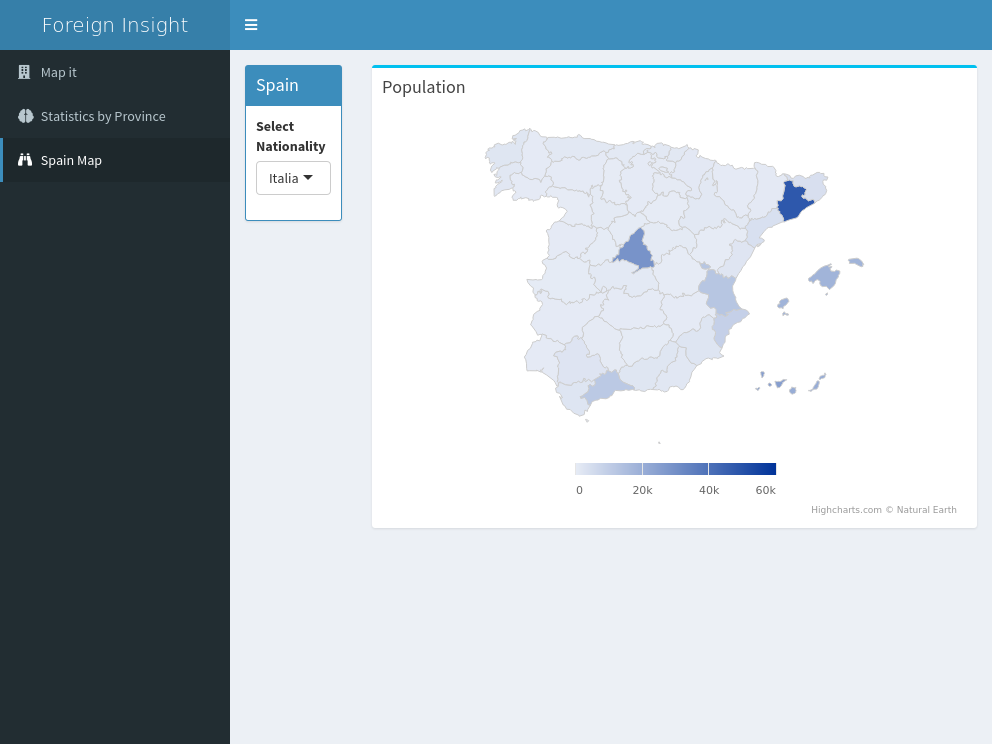 Foreign Insight
Map it
Statistics by Province
Spain Map
Spain
Select
Nationality
Italia
Population
0
20k
40k
60k
Highcharts.com © Natural Earth